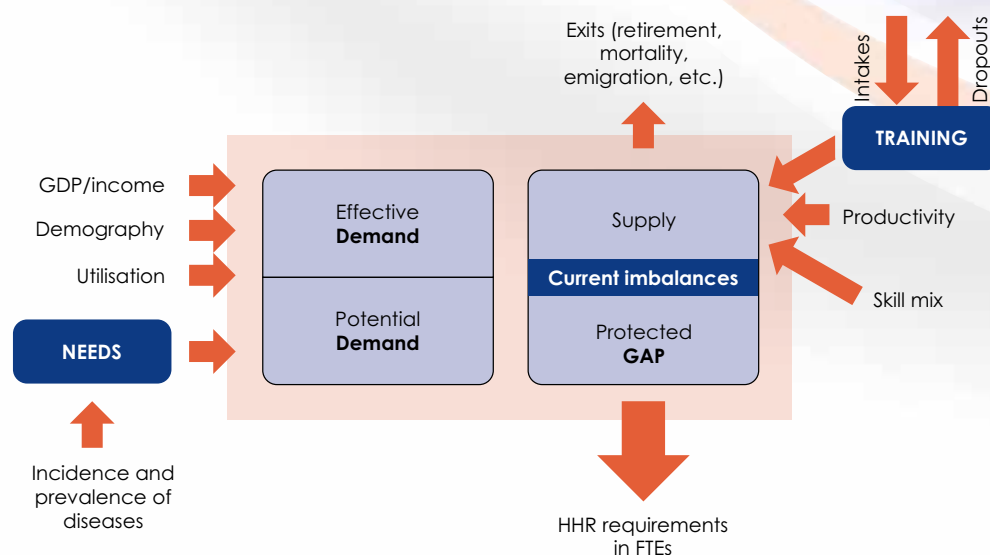 Exits (retirement,
mortality,
emigration, etc.)
Intakes
Dropouts
TRAINING
GDP/income
Demography
Utilisation
NEEDS
Incidence and
prevalence of
diseases
Effective
Demand
Potential
Demand
Supply
Current imbalances
Protected
GAP
Productivity
Skill mix
HHR requirements
in FTEs